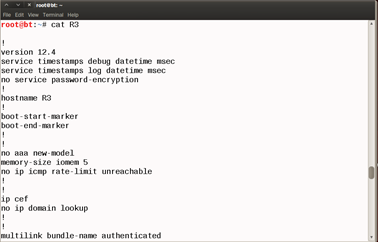 root@bt: ~
File Edit View Terminal Help
root@bt:~# cat R3
!
version 12.4
service timestamps debug datetime msec
service timestamps log datetime msec
no service password-encryption
!
hostname R3
!
boot-start-marker
boot-end-marker
!
!
no aaa new-model
memory-size iomem 5
no ip icmp rate-limit unreachable
!
!
ip cef
no ip domain lookup
!
!
multilink bundle-name authenticated